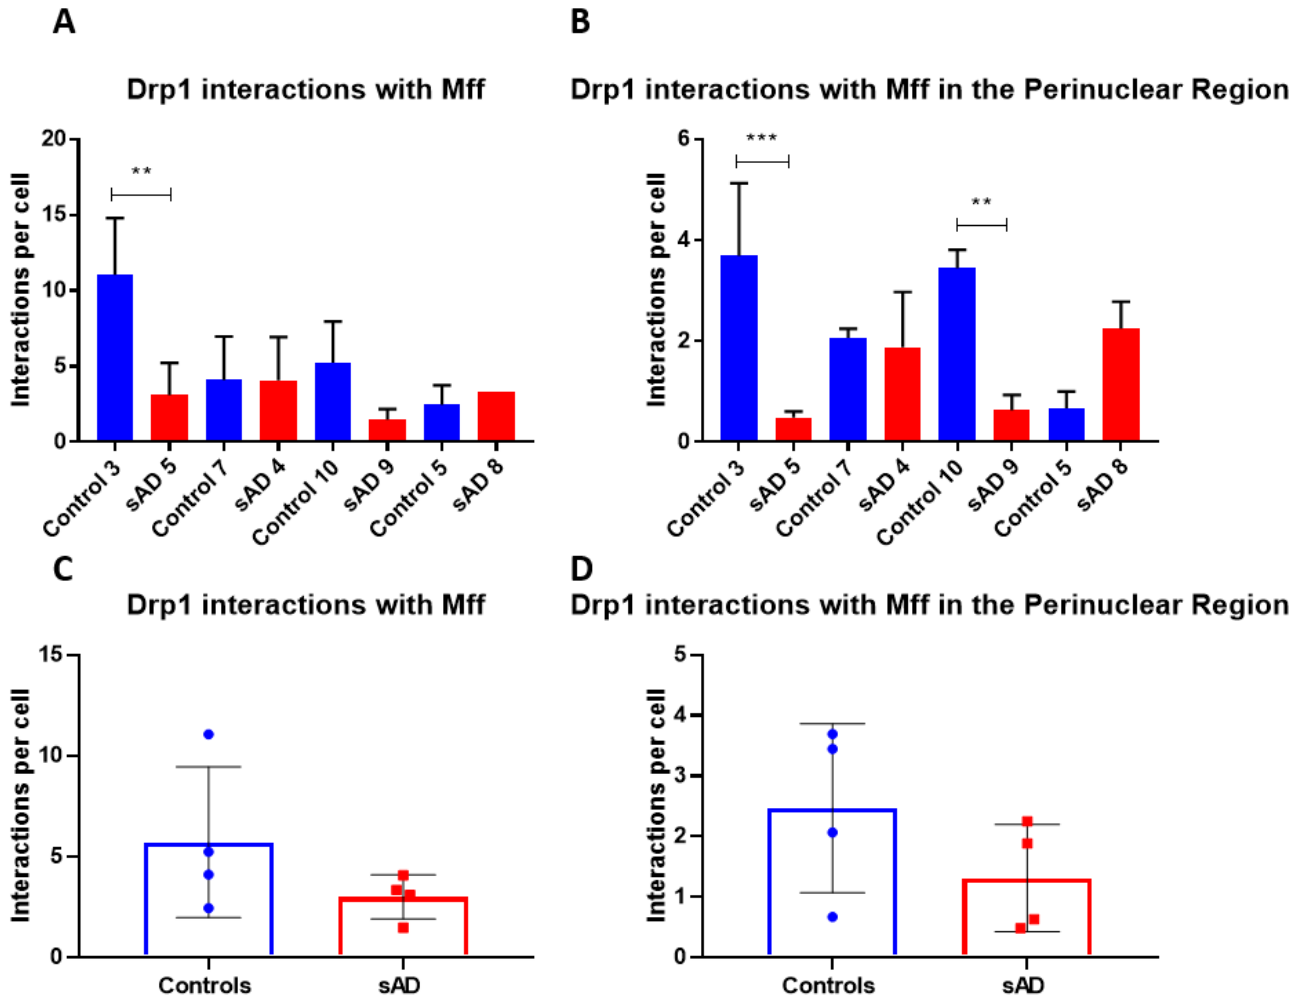 A
B
Drp1 interactions with Mff
Drp1 interactions with Mff in the Perinuclear Region
Interactions per cell
20
15
10
5
0
**
Control 3
sAD 5
Control 7
sAD 4
Control 10
sAD 9
Control 5
sAD 8
Interactions per cell
6
4
2
0
***
**
Control 3
sAD 5
Control 7
sAD 4
Control 10
sAD 9
Control 5
sAD 8
C
D
Drp1 interactions with Mff
Drp1 interactions with Mff in the Perinuclear Region
Interactions per cell
15
10
5
0
Controls
sAD
Interactions per cell
5
4
3
2
1
0
Controls
sAD